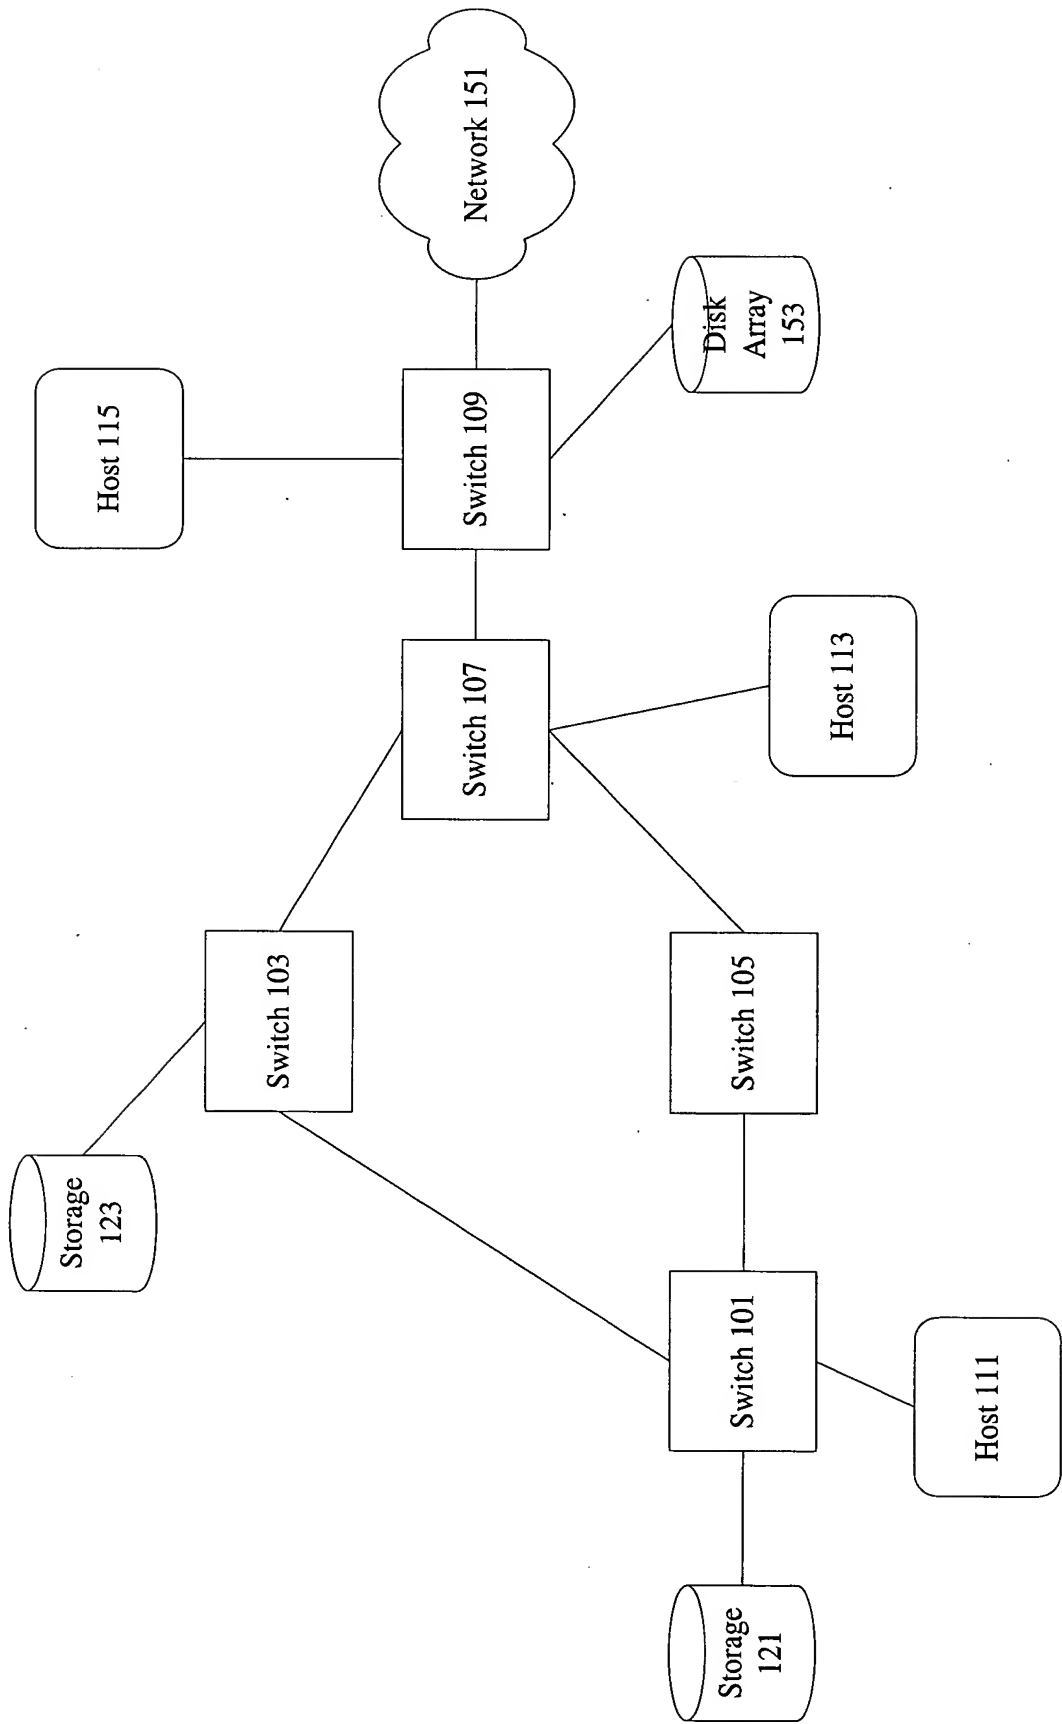 Storage
123
Host 115
Switch 103
Switch 107
Switch 109
Network 151
Storage
121
Switch 101
Switch 105
Disk
Array
153
Host 113
Host 111